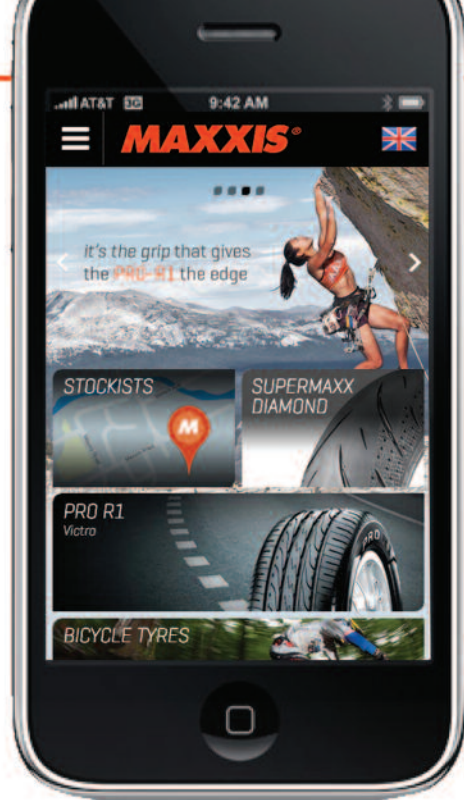 AT&T 3G 9:42 AM
MAXXIS®
it's the grip that gives
the PRO-R1 the edge
STOCKISTS
M
SUPERMAXX
DIAMOND
PRO R1
Victra
PRO
BICYCLE TYRES